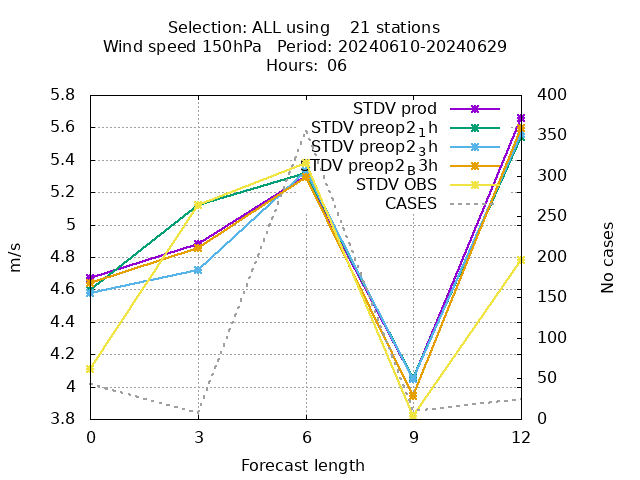 Selection: ALL using 21 stations
Wind speed 150hPa Period: 20240610-20240629
Hours: 06
STDV prod
STDV preop2_1h
STDV preop2_3h
STDV preop2_B3h
STDV OBS
CASES
5.8
5.6
5.4
5.2
5
4.8
4.6
4.4
4.2
4
3.8
400
350
300
250
200
150
100
50
0
m/s
No cases
0 3 6 9 12
Forecast length